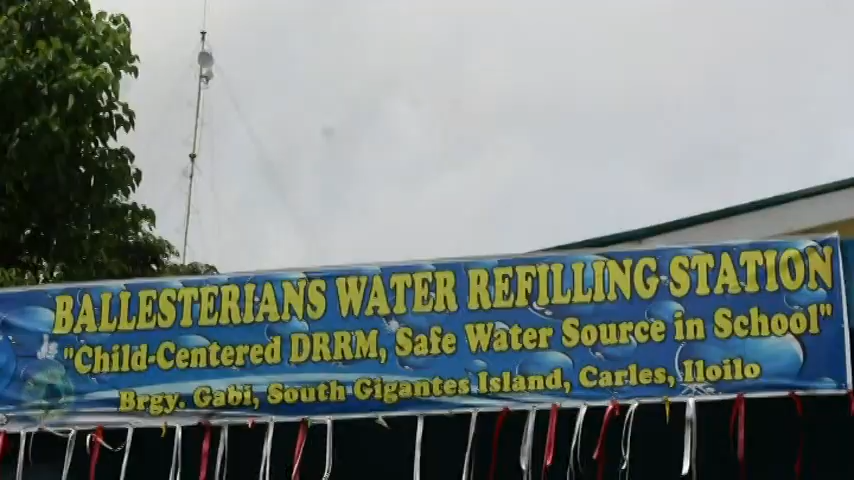 BALLESTERIANS WATER REFILLING STATION
"Child-Centered DRRM, Safe Water Source in School"
Brgy. Gabi, South Gigantes Island, Carles, Iloilo